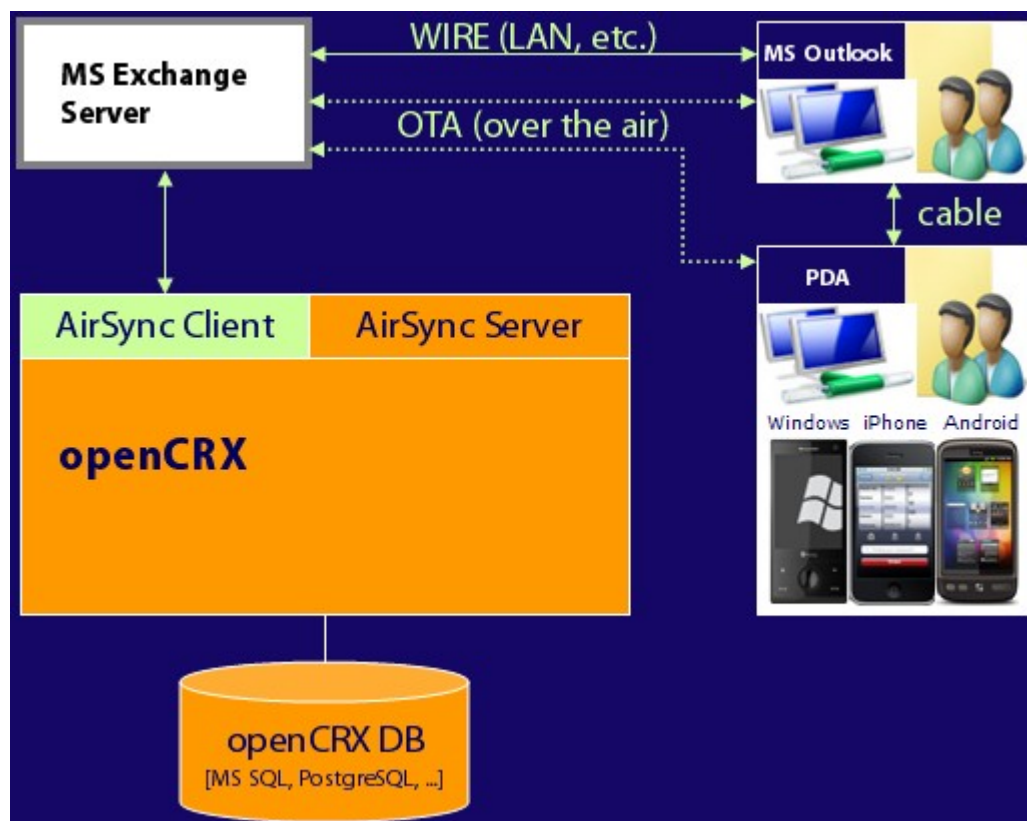 WIRE (LAN, etc.)
MS Exchange
Server
MS Outlook
OTA (over the air)
cable
PDA
AirSync Client
AirSync Server
Windows
iPhone
Android
openCRX
openCRX DB
[MS SQL, PostgreSQL, ...]